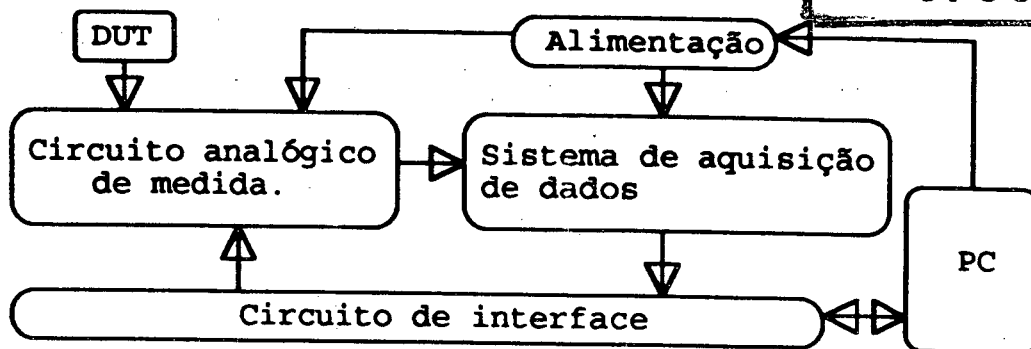 DUT
Alimentação
Circuito analógico
de medida.
Sistema de aquisição
de dados
PC
Circuito de interface